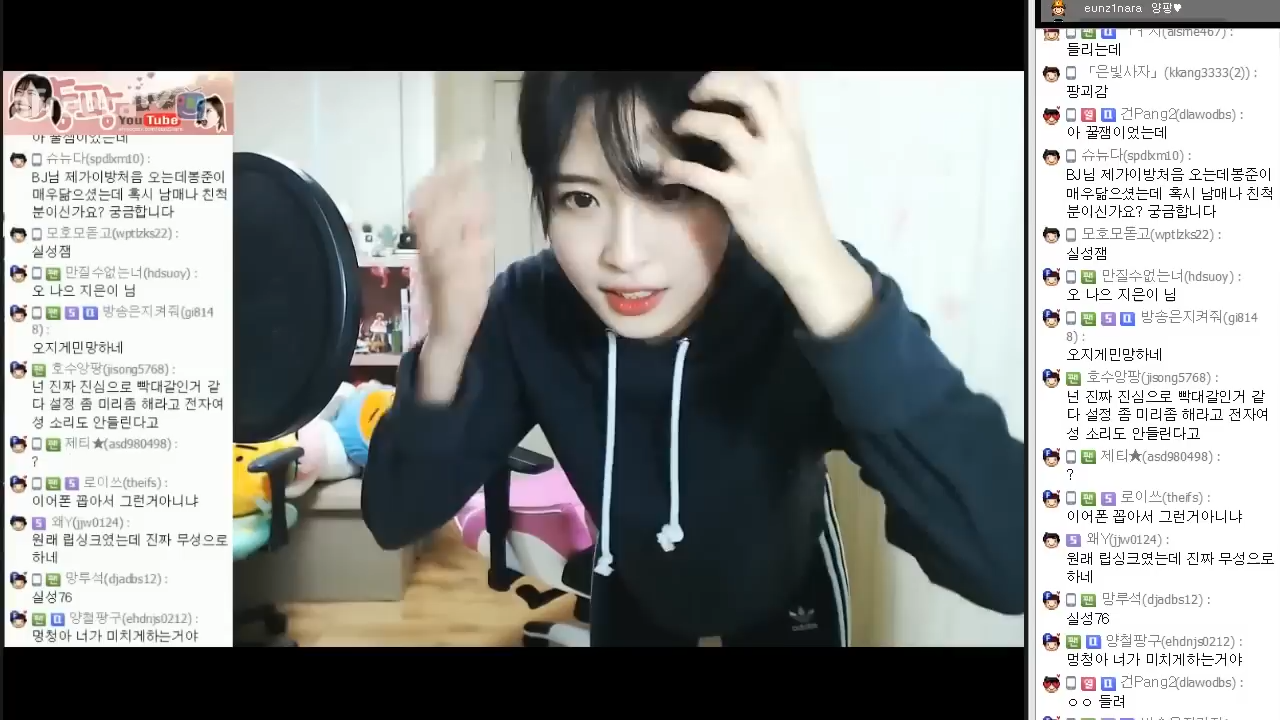 YouTube
아 꿀잼이었는데
슈뉴다(spdlxm10) :
BJ님 제가이방처음 오는데봉준이
매우닮으셨는데 혹시 남매나 친척
분이신가요? 궁금합니다
모호모돋고(wptlzks22) :
실성잼
만질수없는너(hdsuoy) :
오 나으 지은이 님
팬 S 방송은지켜줘(gi814
8) :
오지게민망하네
팬 호수앙팡(jisong5768) :
넌 진짜 진심으로 빡대갈인거 같
다 설정 좀 미리좀 해라고 전자여
성 소리도 안들린다고
팬 제티★(asd980498) :
?
팬 S 로이쓰(theifs) :
이어폰 꼽아서 그런거아니냐
S 왜Y(jjw0124) :
원래 립싱크였는데 진짜 무성으로
하네
팬 망루석(djadbs12) :
실성76
팬 양철팡구(ehdnjs0212) :
멍청아 너가 미치게하는거야
eunz1nara 양팡♥
들리는데
「은빛사자」(kkang3333(2)) :
팡괴감
열 건Pang2(dlawodbs) :
아 꿀잼이엇는데
슈뉴다(spdlxm10) :
BJ님 제가이방처음 오는데봉준이
매우닮으셨는데 혹시 남매나 친척
분이신가요? 궁금합니다
모호모돋고(wptlzks22) :
실성잼
팬 만질수없는너(hdsuoy) :
오 나으 지은이 님
팬 S 방송은지켜줘(gi814
8) :
오지게민망하네
팬 호수앙팡(jisong5768) :
넌 진짜 진심으로 빡대갈인거 같
다 설정 좀 미리좀 해라고 전자여
성 소리도 안들린다고
팬 제티★(asd980498) :
?
팬 S 로이쓰(theifs) :
이어폰 꼽아서 그런거아니냐
S 왜Y(jjw0124) :
원래 립싱크였는데 진짜 무성으로
하네
팬 망루석(djadbs12) :
실성76
팬 양철팡구(ehdnjs0212) :
멍청아 너가 미치게하는거야
열 건Pang2(dlawodbs) :
ㅇㅇ 들려